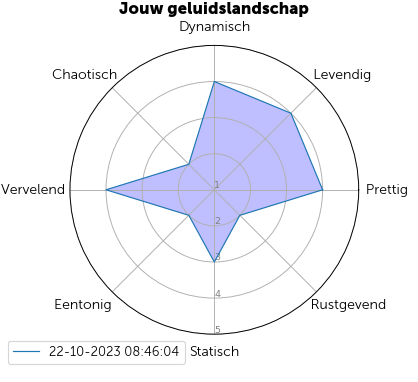 Jouw geluidslandschap
Dynamisch
Chaotisch
Levendig
Vervelend
Prettig
1
2
3
4
5
Eentonig
Rustgevend
Statisch
22-10-2023 08:46:04